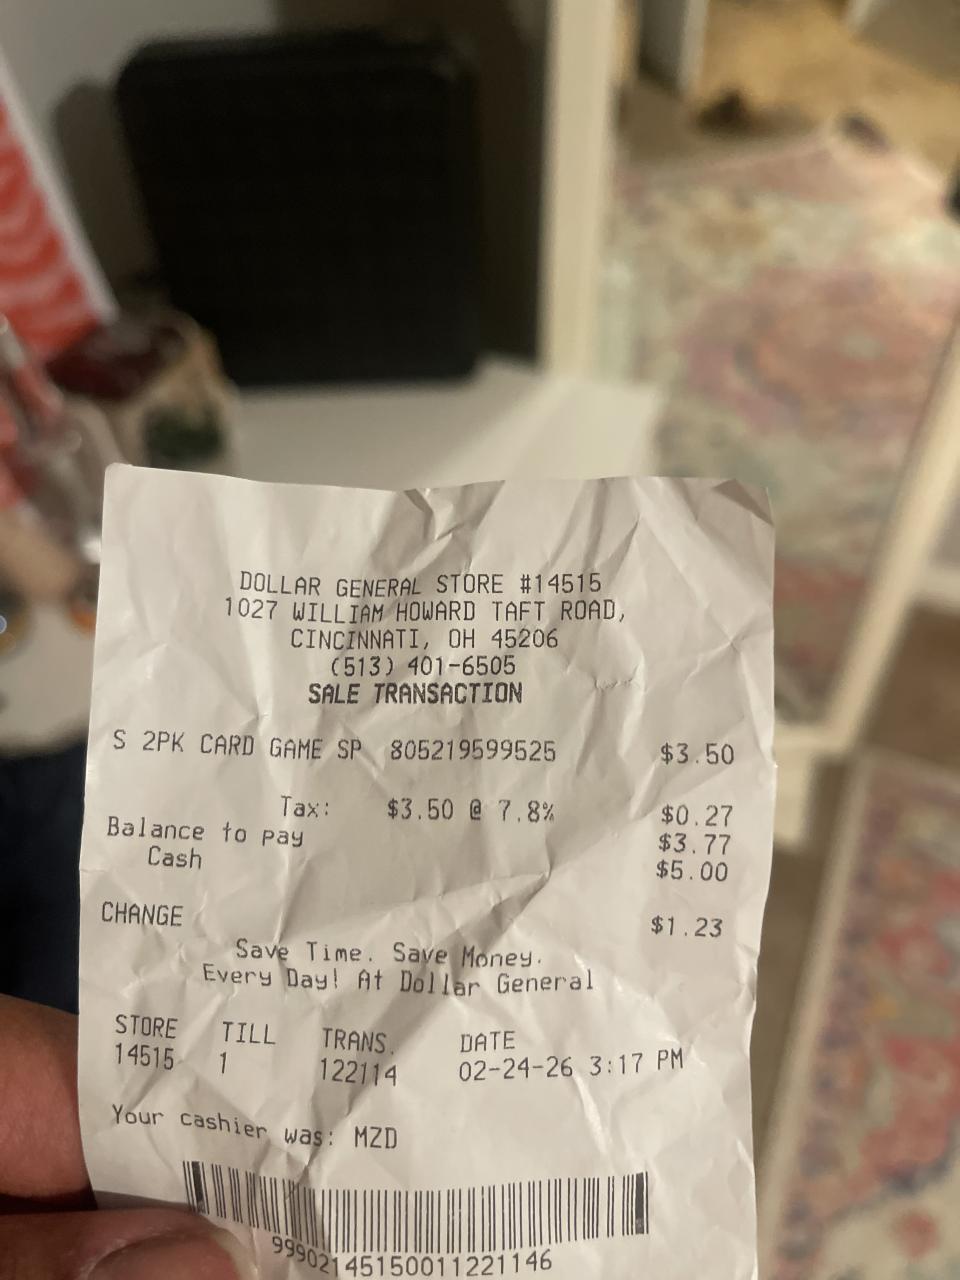 DOLLAR GENERAL STORE #14515
1027 WILLIAM HOWARD TAFT ROAD,
CINCINNATI, OH 45206
(513) 401-6505
SALE TRANSACTION
S 2PK CARD GAME SP 805219599525 $3.50
Tax: $3.50 @ 7.8% $0.27
Balance to pay $3.77
Cash $5.00
CHANGE $1.23
Save Time. Save Money.
Every Day! At Dollar General
STORE TILL TRANS. DATE
14515 1 122114 02-24-26 3:17 PM
Your cashier was: MZD
99902145150011221146